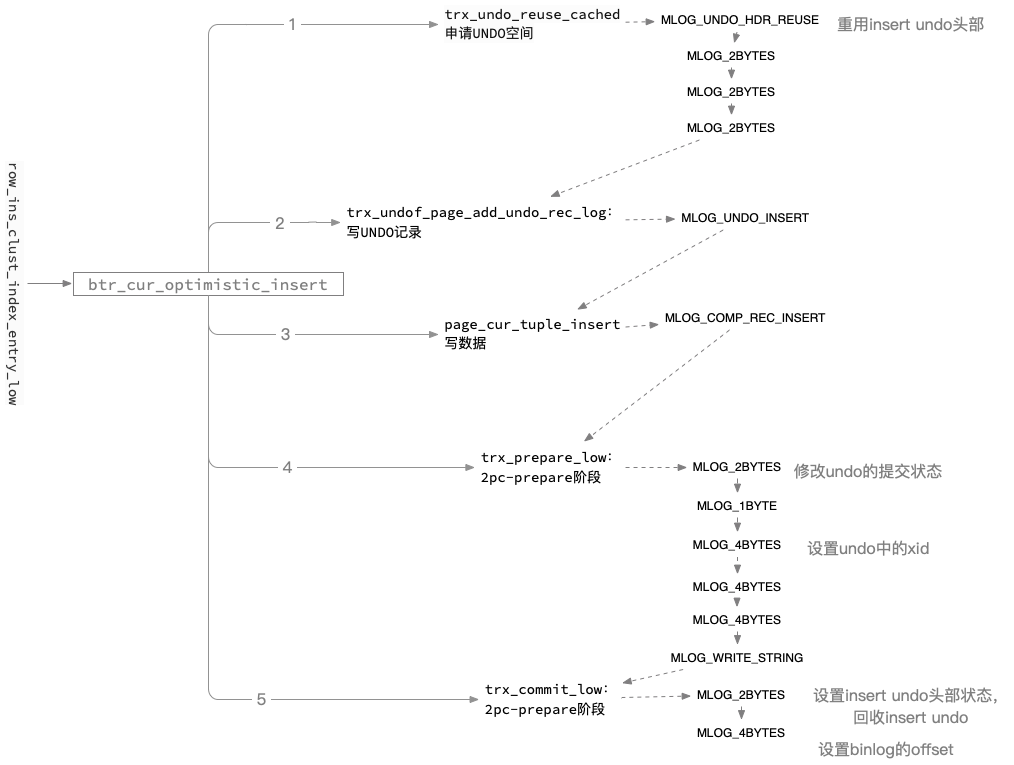 row_ins_clust_index_entry_low
btr_cur_optimistic_insert
1
trx_undo_reuse_cached
申请UNDO空间
MLOG_UNDO_HDR_REUSE
重用insert undo头部
MLOG_2BYTES
MLOG_2BYTES
MLOG_2BYTES
2
trx_undof_page_add_undo_rec_log:
写UNDO记录
MLOG_UNDO_INSERT
3
page_cur_tuple_insert
写数据
MLOG_COMP_REC_INSERT
4
trx_prepare_low:
2pc-prepare阶段
MLOG_2BYTES
修改undo的提交状态
MLOG_1BYTE
MLOG_4BYTES
设置undo中的xid
MLOG_4BYTES
MLOG_4BYTES
MLOG_WRITE_STRING
5
trx_commit_low:
2pc-prepare阶段
MLOG_2BYTES
设置insert undo头部状态，
回收insert undo
MLOG_4BYTES
设置binlog的offset